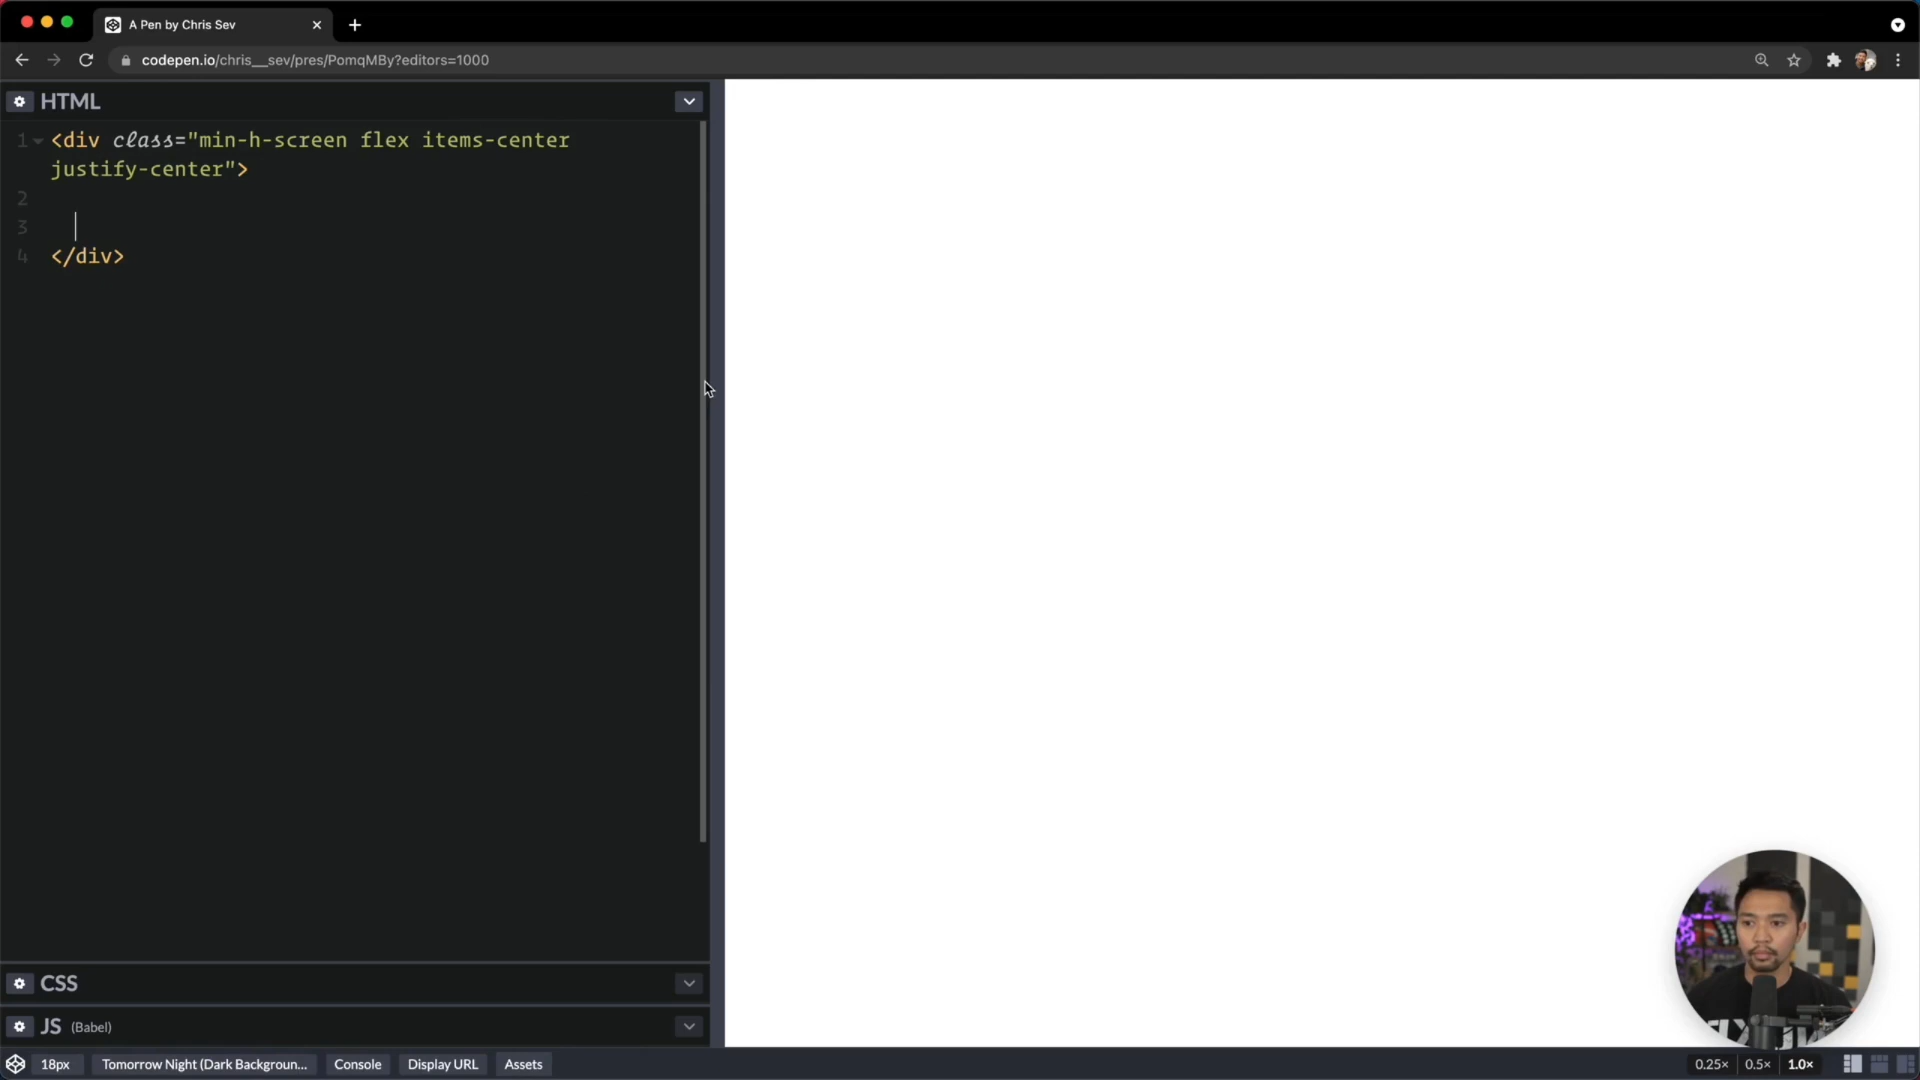 A Pen by Chris Sev
codepen.io/chris__sev/pres/PomqMBy?editors=1000
HTML
1 <div class="min-h-screen flex items-center
justify-center">
2
3
4 </div>
CSS
JS (Babel)
18px Tomorrow Night (Dark Backgroun... Console Display URL Assets 0.25× 0.5× 1.0×